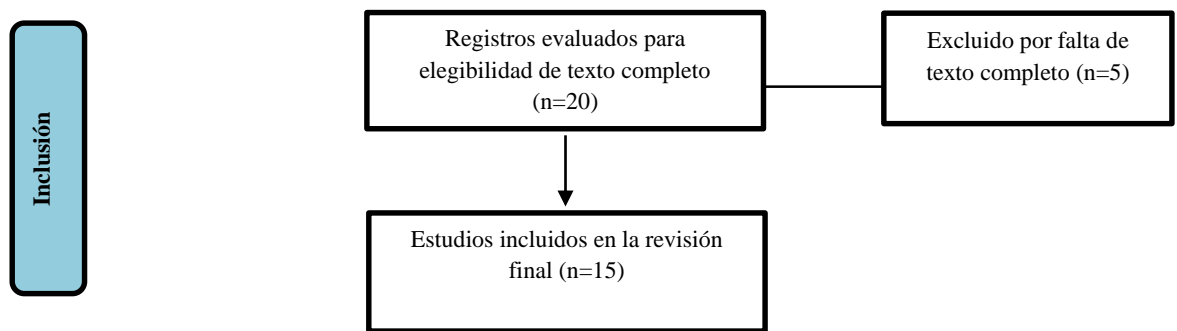 Inclusión
Registros evaluados para
elegibilidad de texto completo
(n=20)
Excluido por falta de
texto completo (n=5)
Estudios incluidos en la revisión
final (n=15)